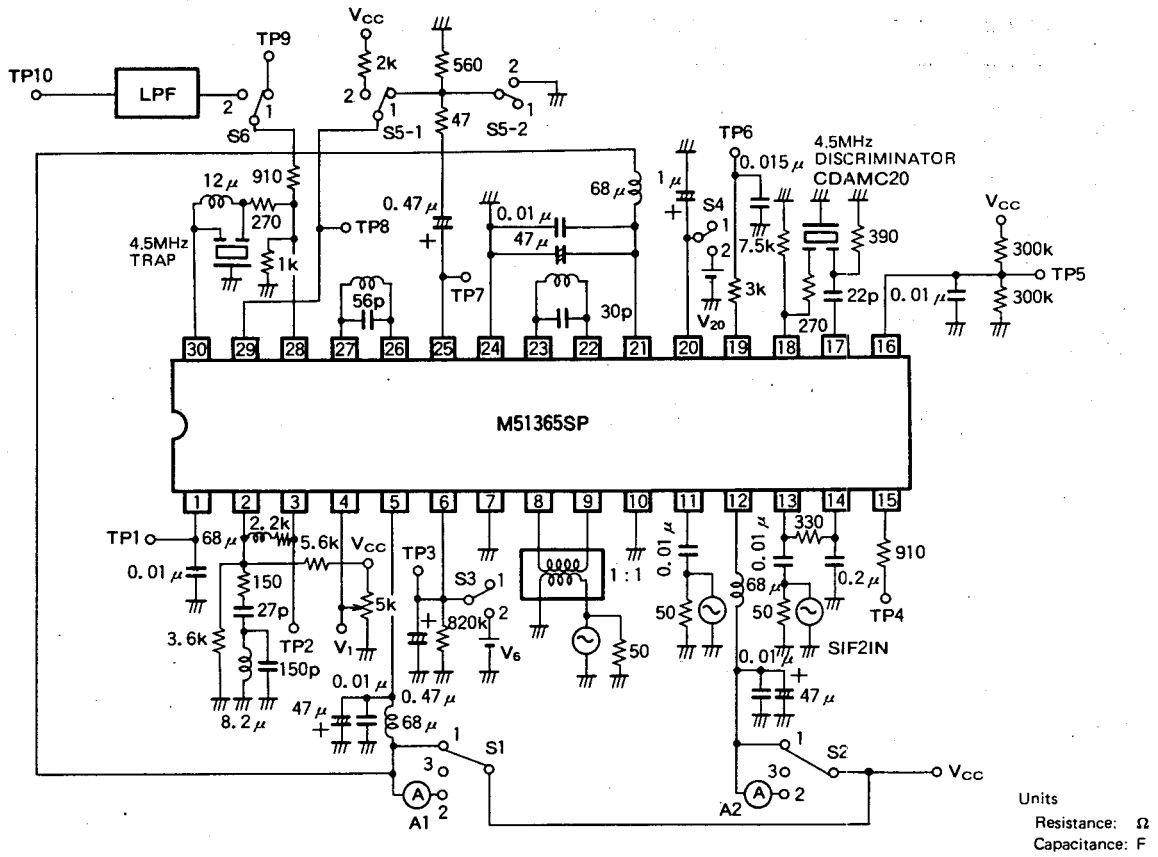 VCC
TP9
2k
560
2
TP10
LPF
2
1
2
1
47
1
S6
S5-1
S5-2
TP6
4.5MHz
DISCRIMINATOR
CDAMC20
0.015μ
910
12μ
270
68μ
1μ
+
S4
1
2
0.47μ
+
0.01μ
47μ
+
7.5k
390
VCC
300k
TP8
4.5MHz
TRAP
1k
TP7
TP5
56p
30p
3k
22p
0.01μ
300k
V20
270
30
29
28
27
26
25
24
23
22
21
20
19
18
17
16
M51365SP
1
2
3
4
5
6
7
8
9
10
11
12
13
14
15
2.2k
TP1
68μ
5.6k
VCC
TP3
0.01μ
0.01μ
330
910
0.01μ
150
S3
1
1:1
68μ
0.2μ
27p
5k
2
+
820k
50
50
TP4
3.6k
TP2
V1
V6
50
SIF2IN
150p
0.01μ
0.01μ
+
8.2μ
47μ
+
0.47μ
68μ
47μ
1
S1
1
S2
3
3
VCC
A
2
A
2
A1
A2
Units
Resistance: Ω
Capacitance: F